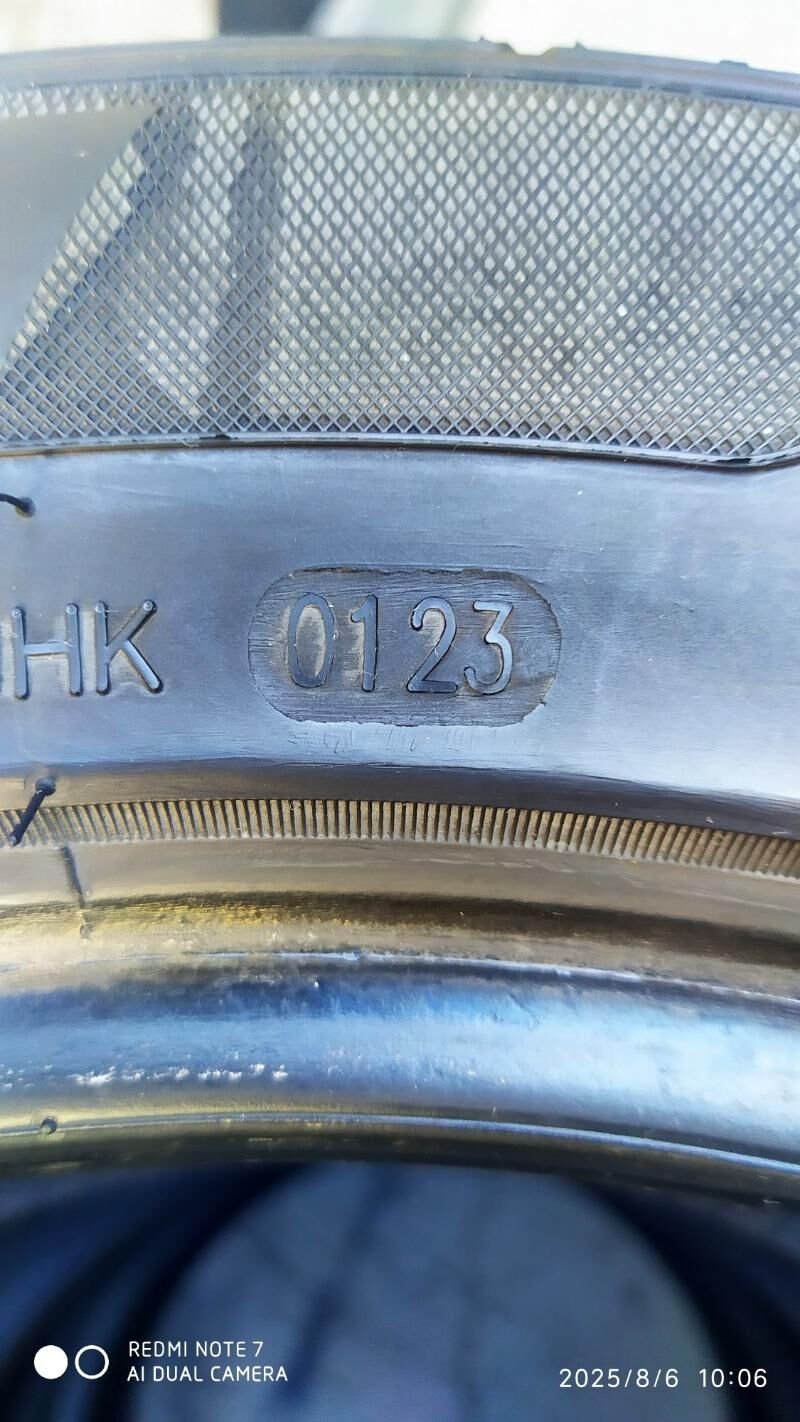 HK 0123
REDMI NOTE 7
AI DUAL CAMERA
2025/8/6 10:06